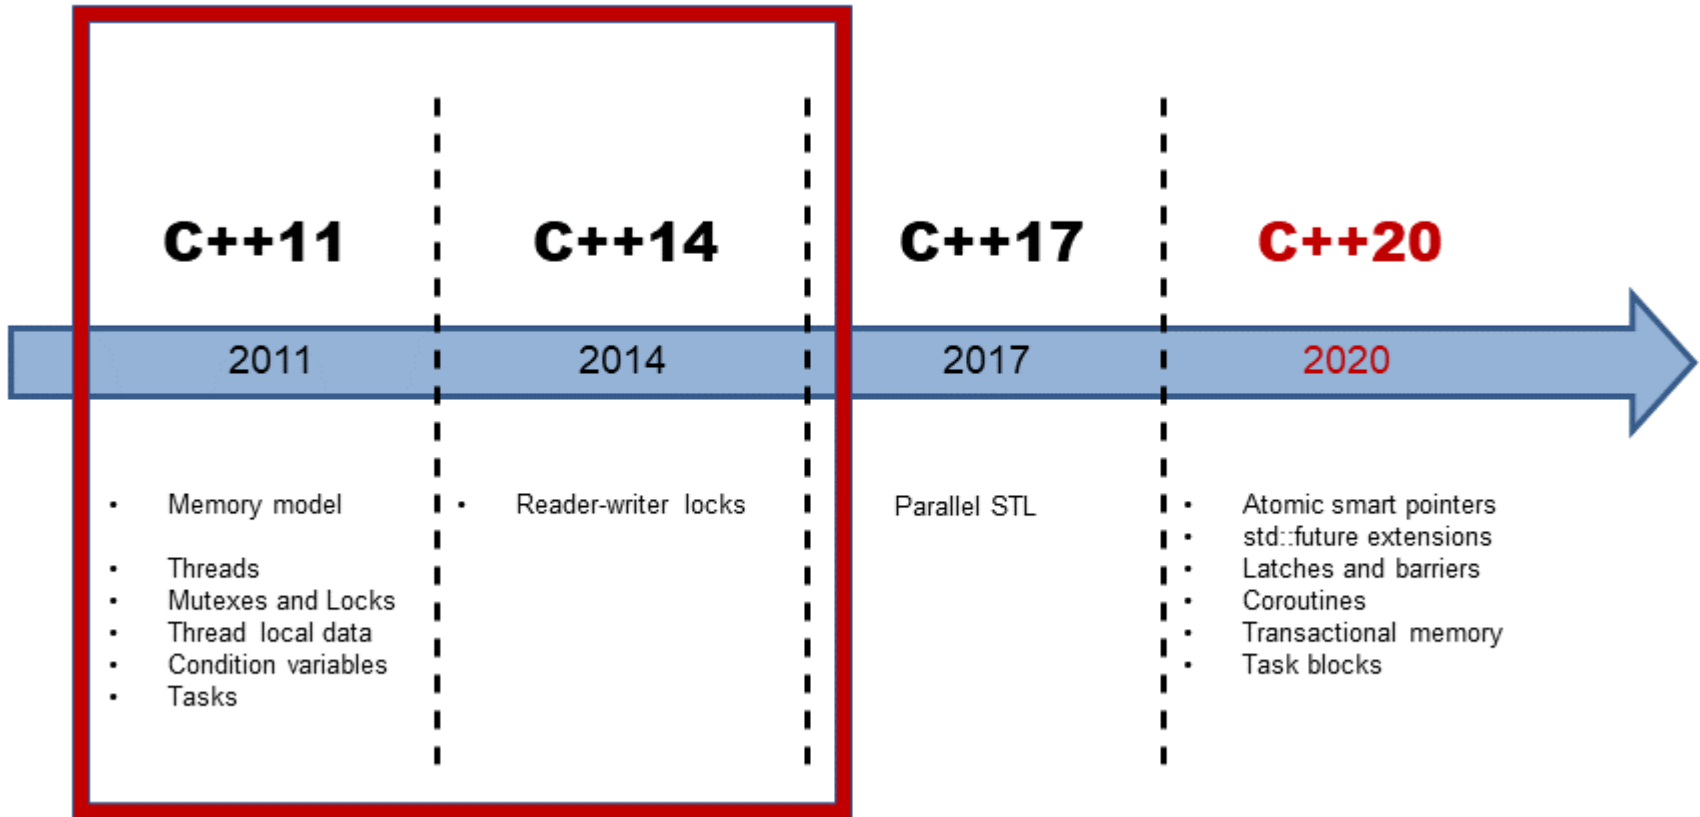 C++11
C++14
C++17
C++20
2011
2014
2017
2020
• Memory model
• Threads
• Mutexes and Locks
• Thread local data
• Condition variables
• Tasks
• Reader-writer locks
Parallel STL
• Atomic smart pointers
• std::future extensions
• Latches and barriers
• Coroutines
• Transactional memory
• Task blocks